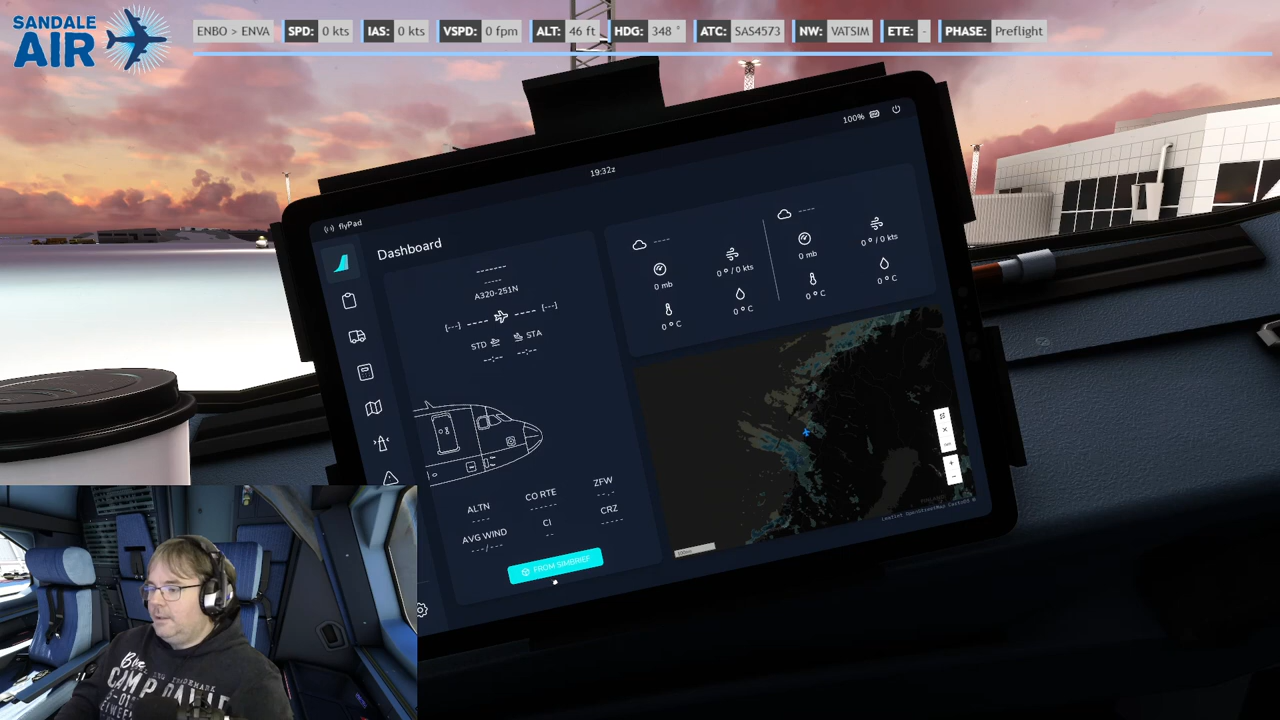 SANDALE
AIR
ENBO > ENVA SPD: 0 kts IAS: 0 kts VSPD: 0 fpm ALT: 46 ft HDG: 348 ° ATC: SAS4573 NW: VATSIM ETE: - PHASE: Preflight
100%
19:32z
flyPad
Dashboard
-------
-----
A320-251N
[---] ---- ---- [---]
STD STA
--:-- --:--
ALTN CO RTE ZFW
---- ------ --.-
AVG WIND CI CRZ
---/--- -- -----
FROM SIMBRIEF
---- ----
0 mb 0 ° / 0 kts 0 mb 0 ° / 0 kts
0 ° C 0 ° C 0 ° C 0 ° C
CAMP DAVID